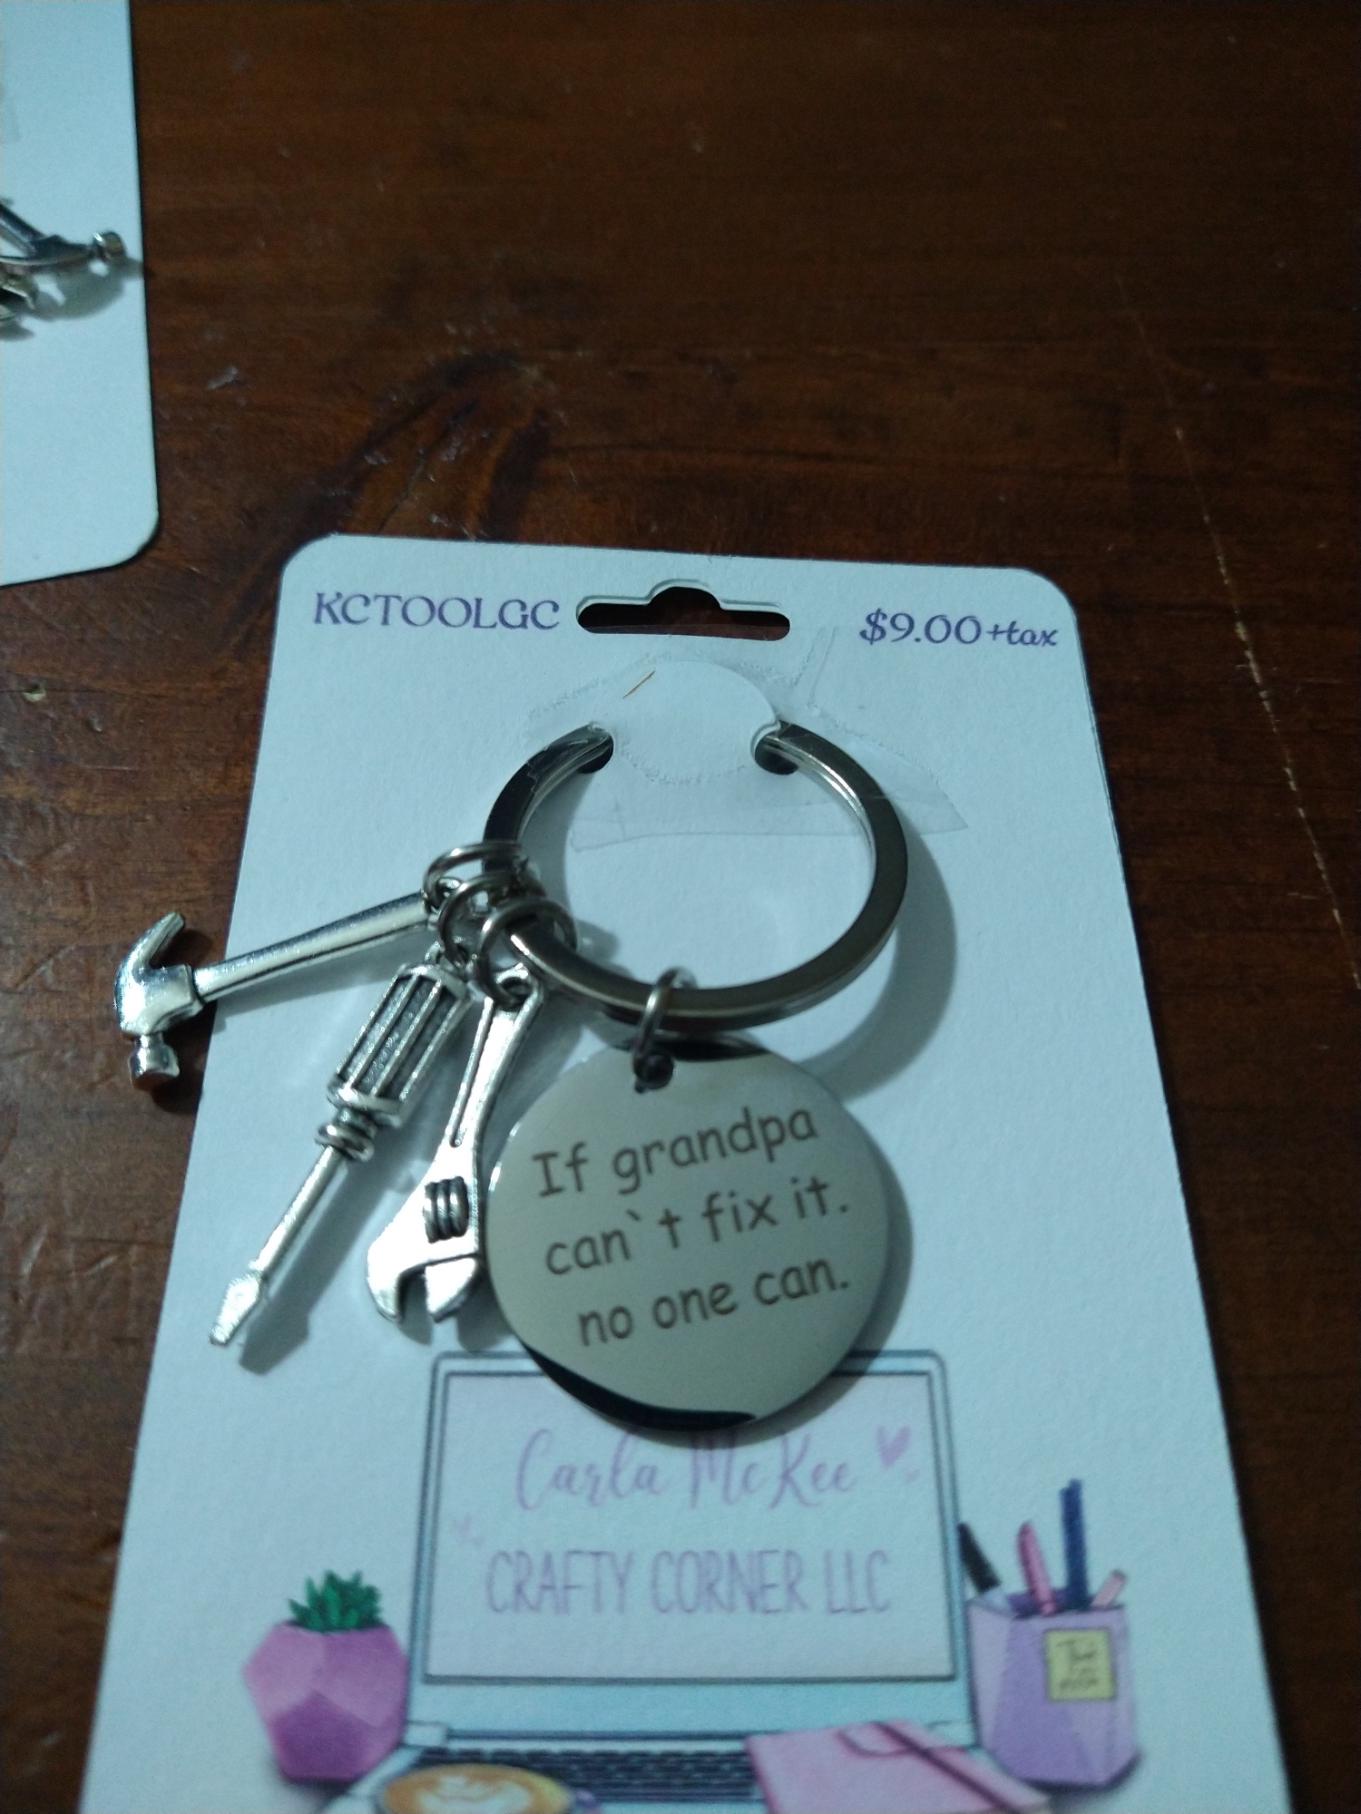 KCTOOLGC
$9.00+tax
If grandpa
can`t fix it.
no one can.
Carla McKee
CRAFTY CORNER LLC